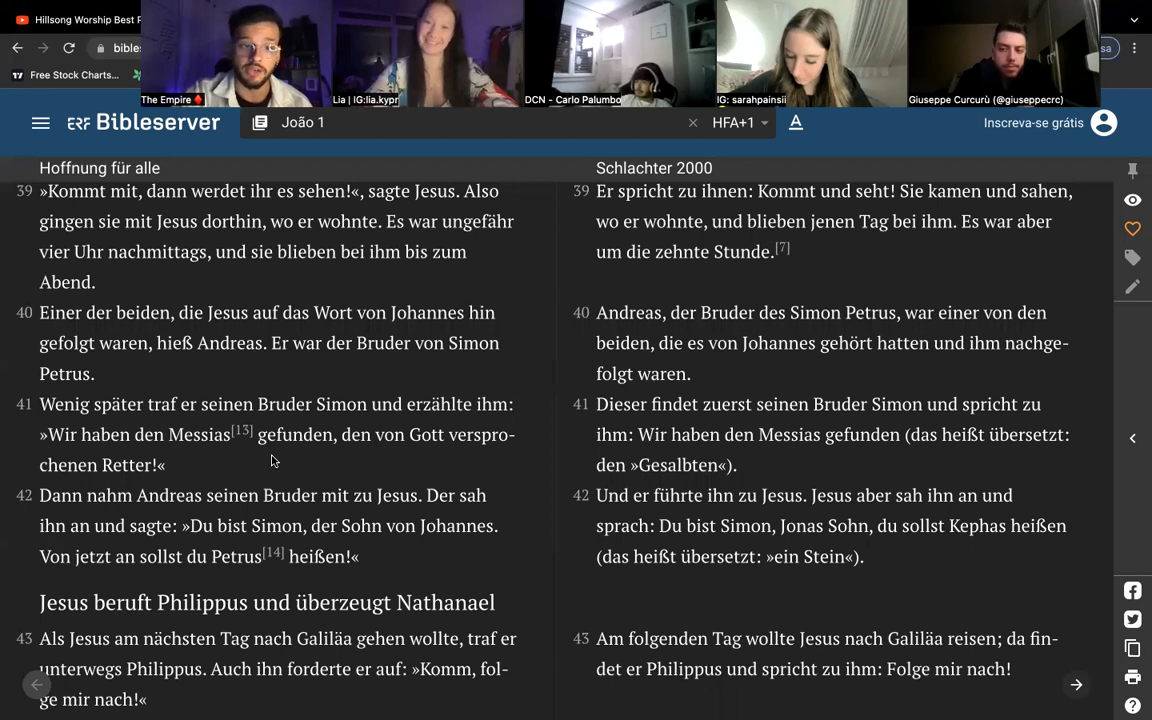 Hillsong Worship Best P
bibles
sa
Free Stock Charts...
The Empire
Lia | IG:lia.kypr
DCN - Carlo Palumbo
IG: sarahpainsii
Giuseppe Curcurù (@giuseppecrc)
ERF Bibleserver
João 1
HFA+1
A
Inscreva-se grátis
Hoffnung für alle
39 »Kommt mit, dann werdet ihr es sehen!«, sagte Jesus. Also
gingen sie mit Jesus dorthin, wo er wohnte. Es war ungefähr
vier Uhr nachmittags, und sie blieben bei ihm bis zum
Abend.
40 Einer der beiden, die Jesus auf das Wort von Johannes hin
gefolgt waren, hieß Andreas. Er war der Bruder von Simon
Petrus.
41 Wenig später traf er seinen Bruder Simon und erzählte ihm:
»Wir haben den Messias[13] gefunden, den von Gott verspro-
chenen Retter!«
42 Dann nahm Andreas seinen Bruder mit zu Jesus. Der sah
ihn an und sagte: »Du bist Simon, der Sohn von Johannes.
Von jetzt an sollst du Petrus[14] heißen!«
Jesus beruft Philippus und überzeugt Nathanael
43 Als Jesus am nächsten Tag nach Galiläa gehen wollte, traf er
unterwegs Philippus. Auch ihn forderte er auf: »Komm, fol-
ge mir nach!«
Schlachter 2000
39 Er spricht zu ihnen: Kommt und seht! Sie kamen und sahen,
wo er wohnte, und blieben jenen Tag bei ihm. Es war aber
um die zehnte Stunde.[7]
40 Andreas, der Bruder des Simon Petrus, war einer von den
beiden, die es von Johannes gehört hatten und ihm nachge-
folgt waren.
41 Dieser findet zuerst seinen Bruder Simon und spricht zu
ihm: Wir haben den Messias gefunden (das heißt übersetzt:
den »Gesalbten«).
42 Und er führte ihn zu Jesus. Jesus aber sah ihn an und
sprach: Du bist Simon, Jonas Sohn, du sollst Kephas heißen
(das heißt übersetzt: »ein Stein«).
43 Am folgenden Tag wollte Jesus nach Galiläa reisen; da fin-
det er Philippus und spricht zu ihm: Folge mir nach!